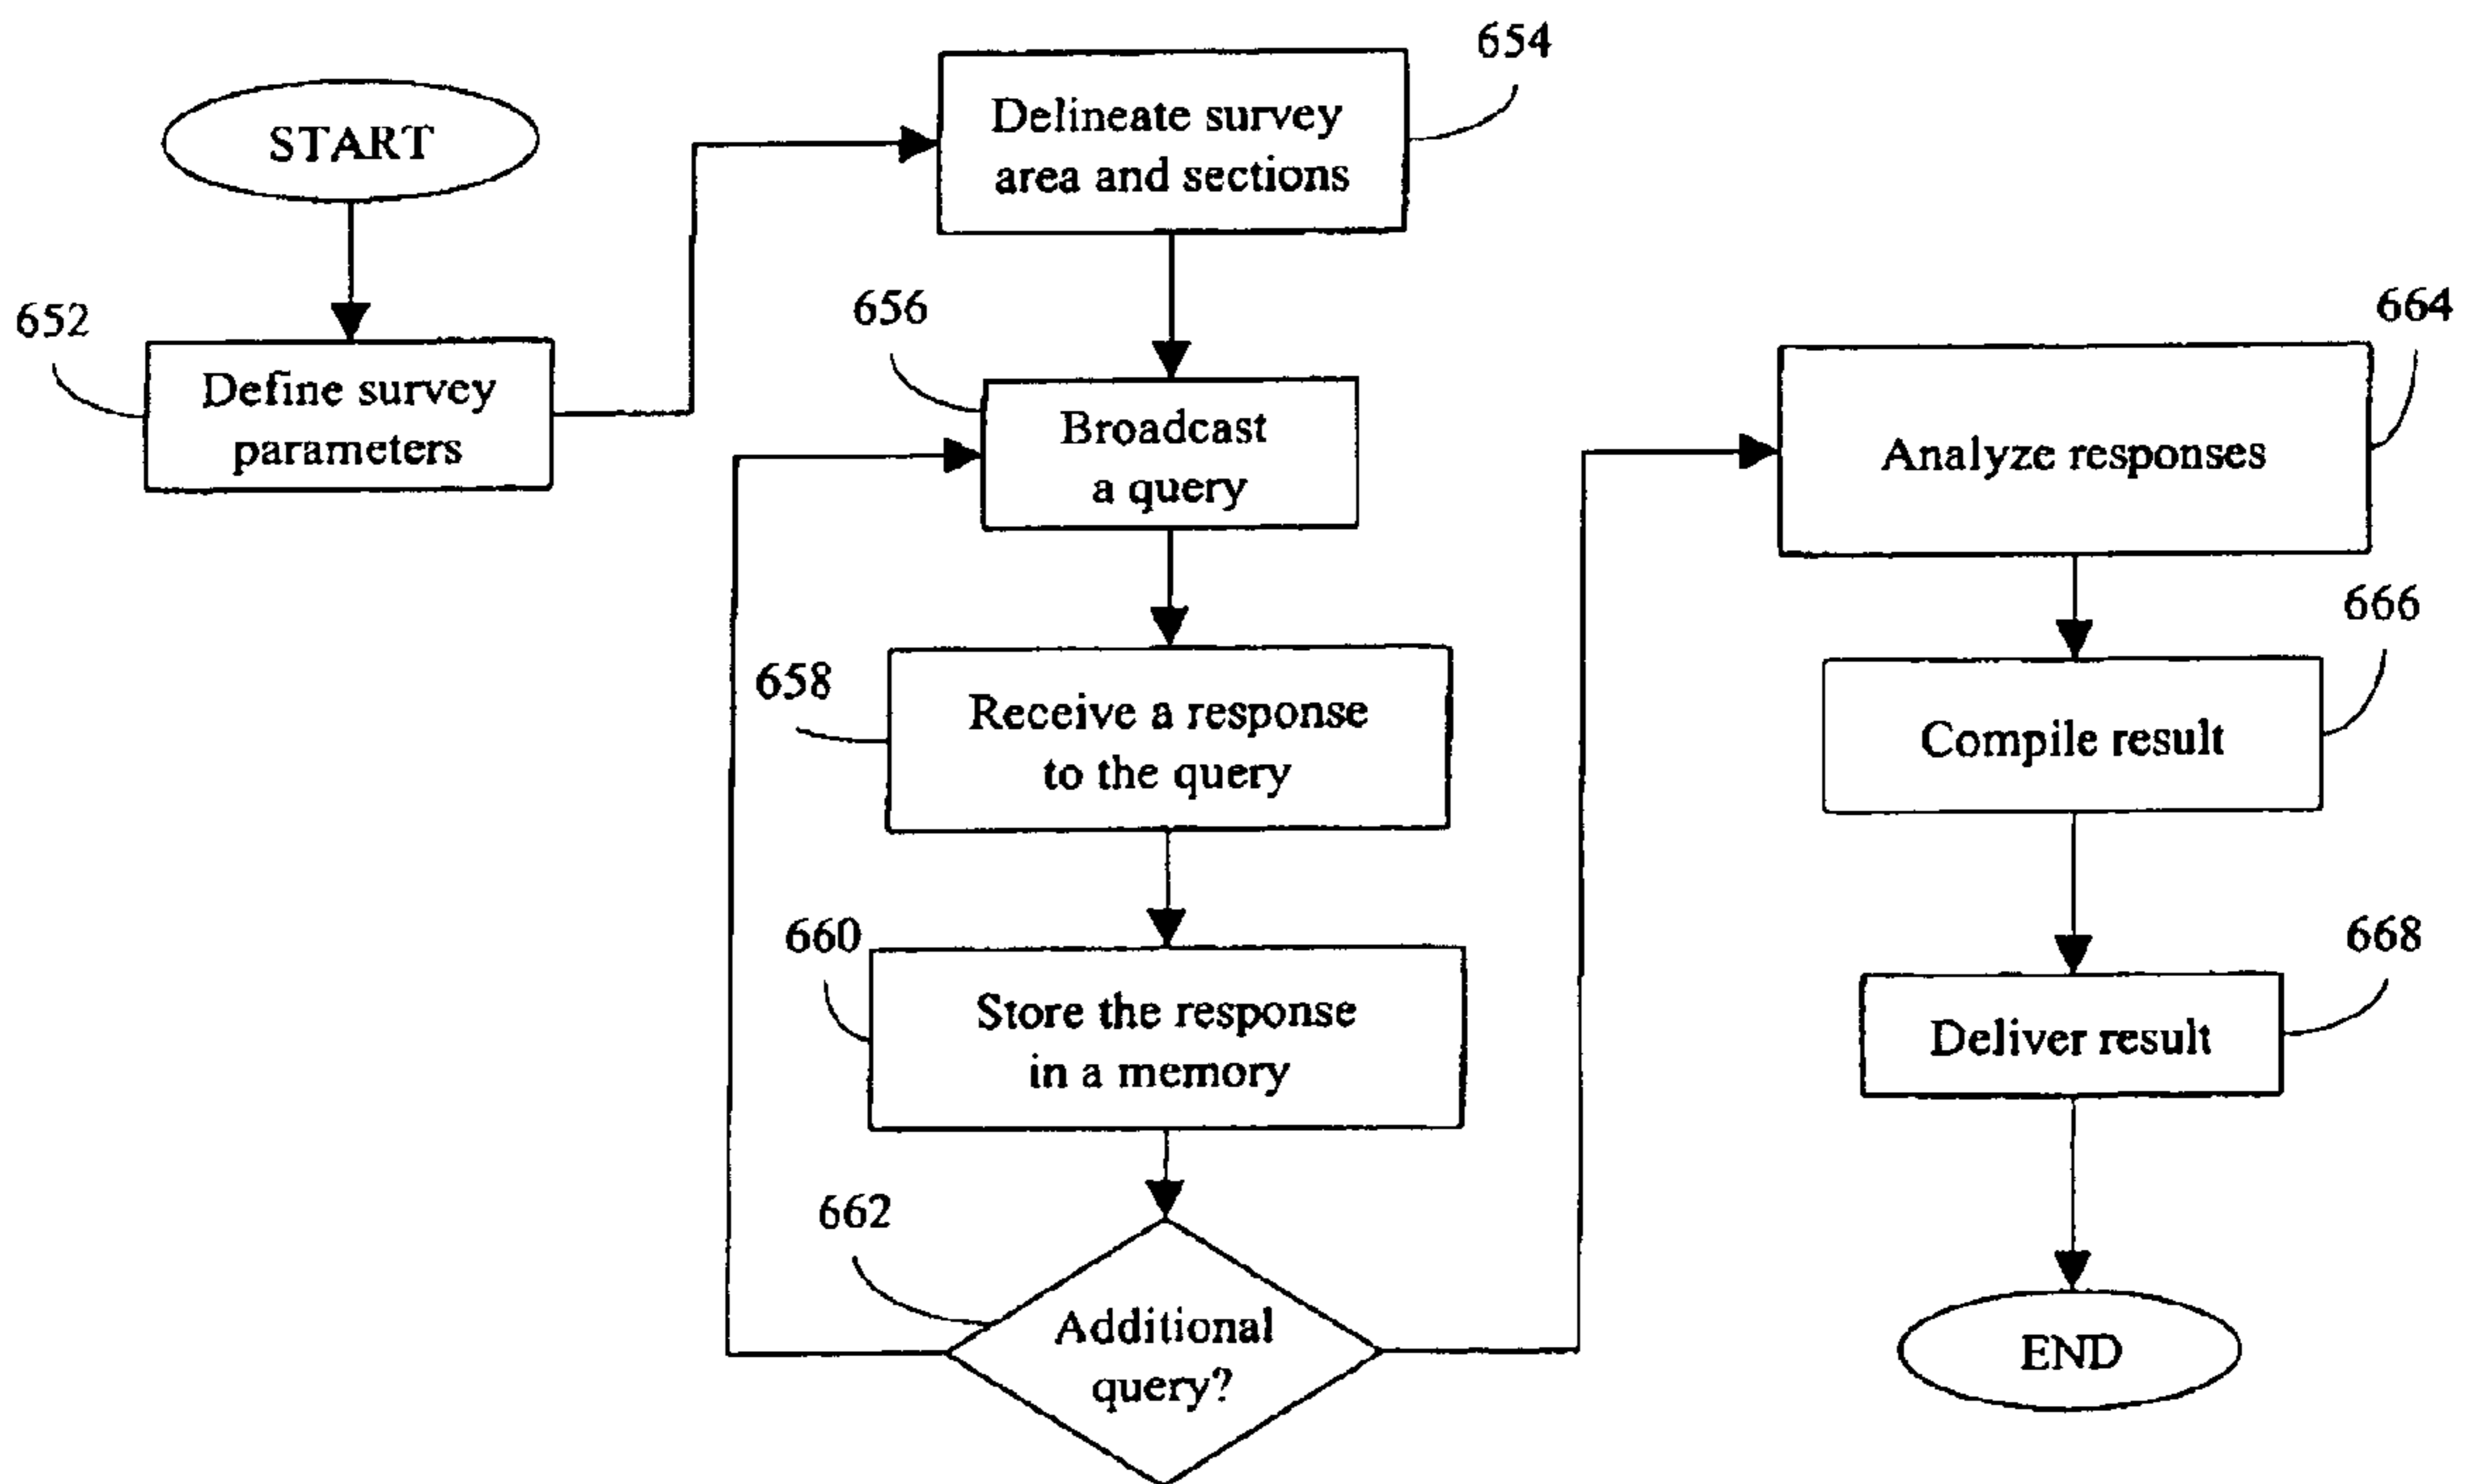 START
652
Define survey
parameters
654
Delineate survey
area and sections
656
Broadcast
a query
658
Receive a response
to the query
660
Store the response
in a memory
662
Additional
query?
664
Analyze responses
666
Compile result
668
Deliver result
END